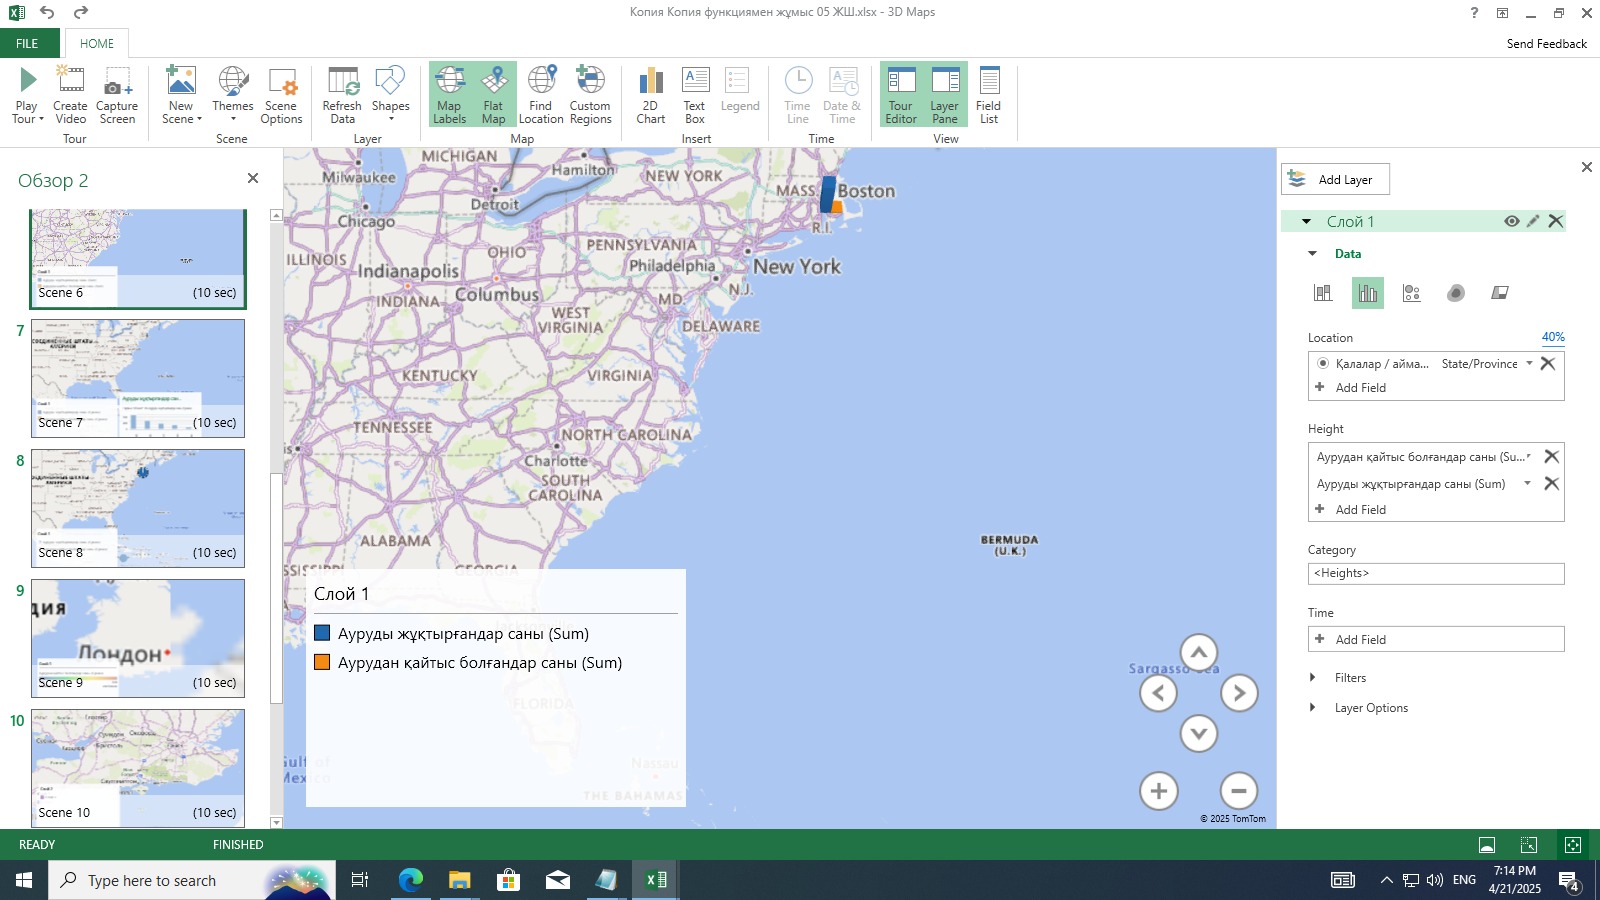 Копия Копия функциямен жұмыс 05 ЖШ.xlsx - 3D Maps
?
FILE
HOME
Send Feedback
Play Tour
Create Video
Capture Screen
Tour
New Scene
Themes
Scene Options
Scene
Refresh Data
Shapes
Layer
Map Labels
Flat Map
Find Location
Custom Regions
Map
2D Chart
Text Box
Legend
Insert
Time Line
Date & Time
Time
Tour Editor
Layer Pane
Field List
View
Обзор 2
Scene 6 (10 sec)
7
Scene 7 (10 sec)
8
Scene 8 (10 sec)
9
Лондон
Scene 9 (10 sec)
10
Scene 10 (10 sec)
MICHIGAN
Milwaukee
Hamilton
NEW YORK
Detroit
MASS.
Boston
Chicago
R.I.
ILLINOIS
OHIO
PENNSYLVANIA
Indianapolis
Philadelphia
New York
INDIANA
Columbus
N.J.
MD.
WEST VIRGINIA
DELAWARE
KENTUCKY
VIRGINIA
TENNESSEE
NORTH CAROLINA
Charlotte
SOUTH CAROLINA
ALABAMA
BERMUDA (U.K.)
GEORGIA
Слой 1
Ауруды жұқтырғандар саны (Sum)
Аурудан қайтыс болғандар саны (Sum)
FLORIDA
Sargasso Sea
Gulf of Mexico
Nassau
THE BAHAMAS
© 2025 TomTom
Add Layer
Слой 1
Data
Location 40%
Қалалар / айма... State/Province
Add Field
Height
Аурудан қайтыс болғандар саны (Su...
Ауруды жұқтырғандар саны (Sum)
Add Field
Category
<Heights>
Time
Add Field
Filters
Layer Options
READY
FINISHED
Type here to search
ENG
7:14 PM
4/21/2025
4